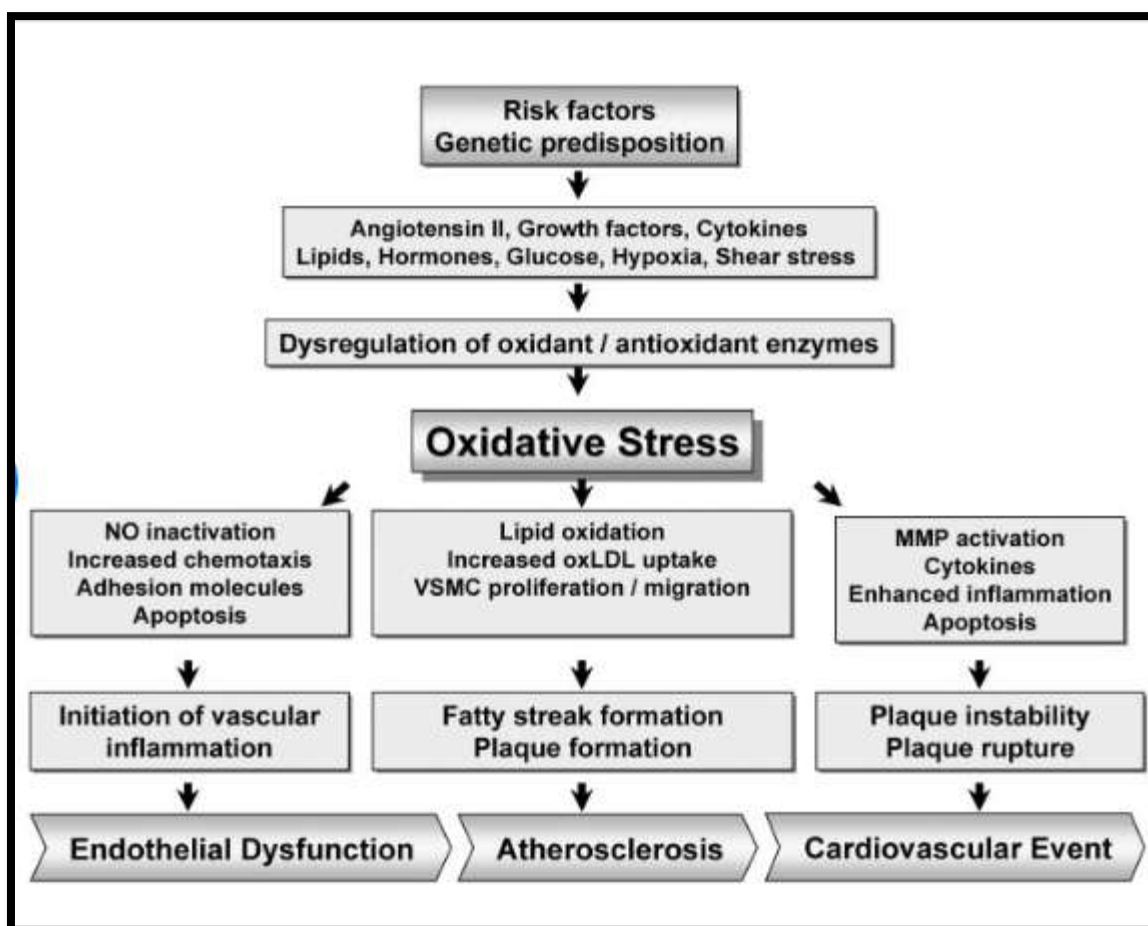 Risk factors
Genetic predisposition
Angiotensin II, Growth factors, Cytokines
Lipids, Hormones, Glucose, Hypoxia, Shear stress
Dysregulation of oxidant / antioxidant enzymes
Oxidative Stress
NO inactivation
Increased chemotaxis
Adhesion molecules
Apoptosis
Lipid oxidation
Increased oxLDL uptake
VSMC proliferation / migration
MMP activation
Cytokines
Enhanced inflammation
Apoptosis
Initiation of vascular
inflammation
Fatty streak formation
Plaque formation
Plaque instability
Plaque rupture
Endothelial Dysfunction
Atherosclerosis
Cardiovascular Event